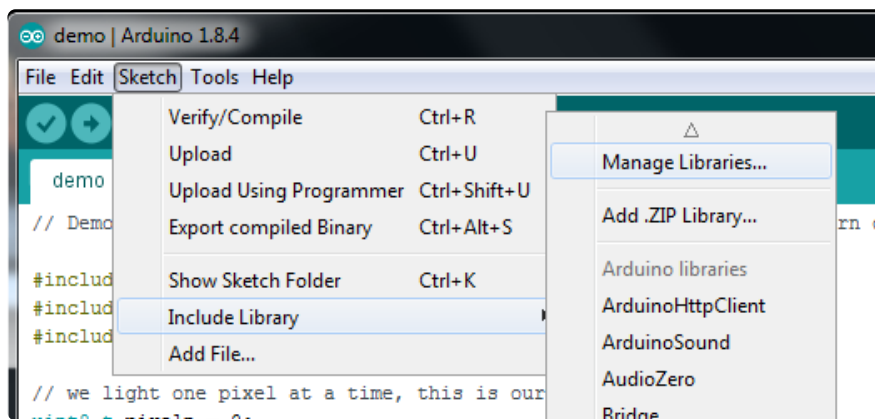 demo | Arduino 1.8.4
File Edit Sketch Tools Help
Verify/Compile Ctrl+R
Upload Ctrl+U
Upload Using Programmer Ctrl+Shift+U
Export compiled Binary Ctrl+Alt+S
Show Sketch Folder Ctrl+K
Include Library
Add File...
Manage Libraries...
Add .ZIP Library...
Arduino libraries
ArduinoHttpClient
ArduinoSound
AudioZero
Bridge
demo
// Demo
rn
#includ
#includ
#includ
// we light one pixel at a time, this is our